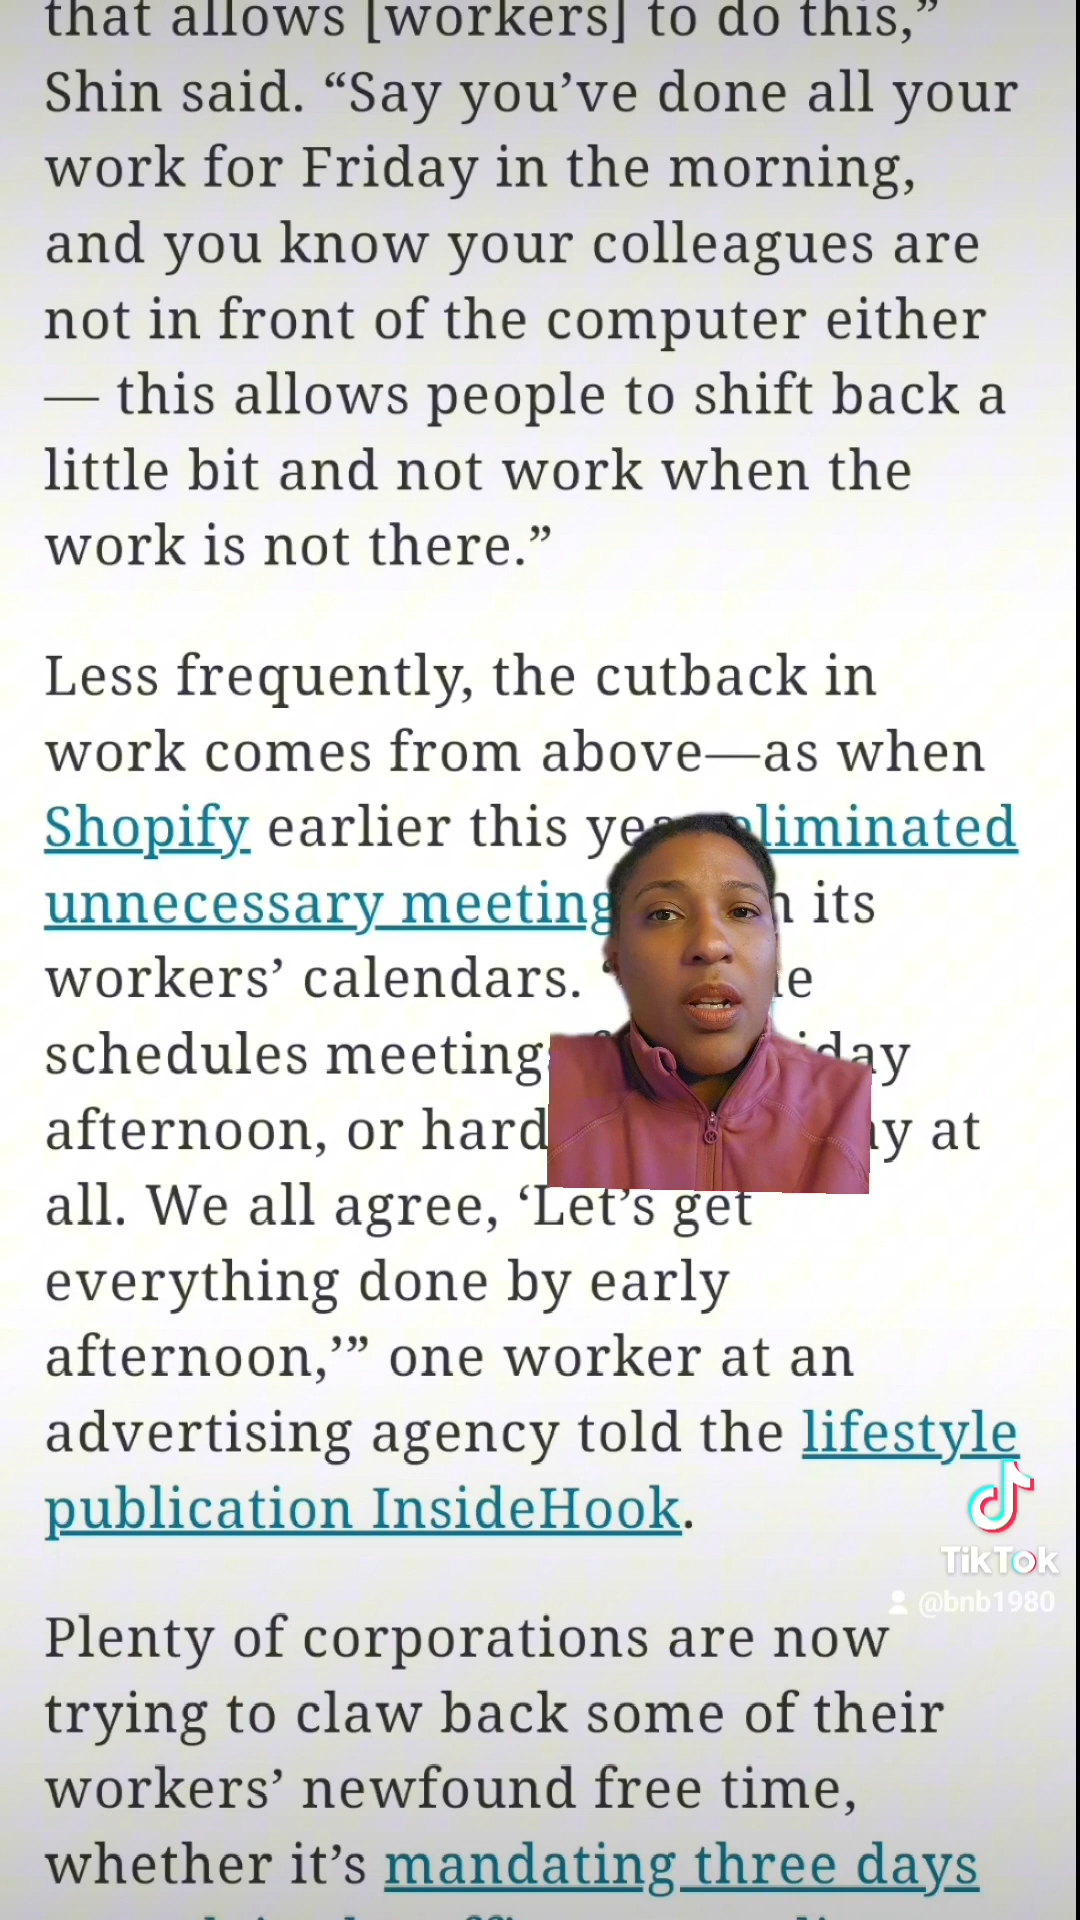 that allows [workers] to do this,”
Shin said. “Say you’ve done all your
work for Friday in the morning,
and you know your colleagues are
not in front of the computer either
— this allows people to shift back a
little bit and not work when the
work is not there.”
Less frequently, the cutback in
work comes from above—as when
Shopify earlier this year eliminated
unnecessary meeting its
workers’ calendars.
schedules meetings
afternoon, or hard at
all. We all agree, ‘Let’s get
everything done by early
afternoon,’” one worker at an
advertising agency told the lifestyle
publication InsideHook.
TikTok
@bnb1980
Plenty of corporations are now
trying to claw back some of their
workers’ newfound free time,
whether it’s mandating three days